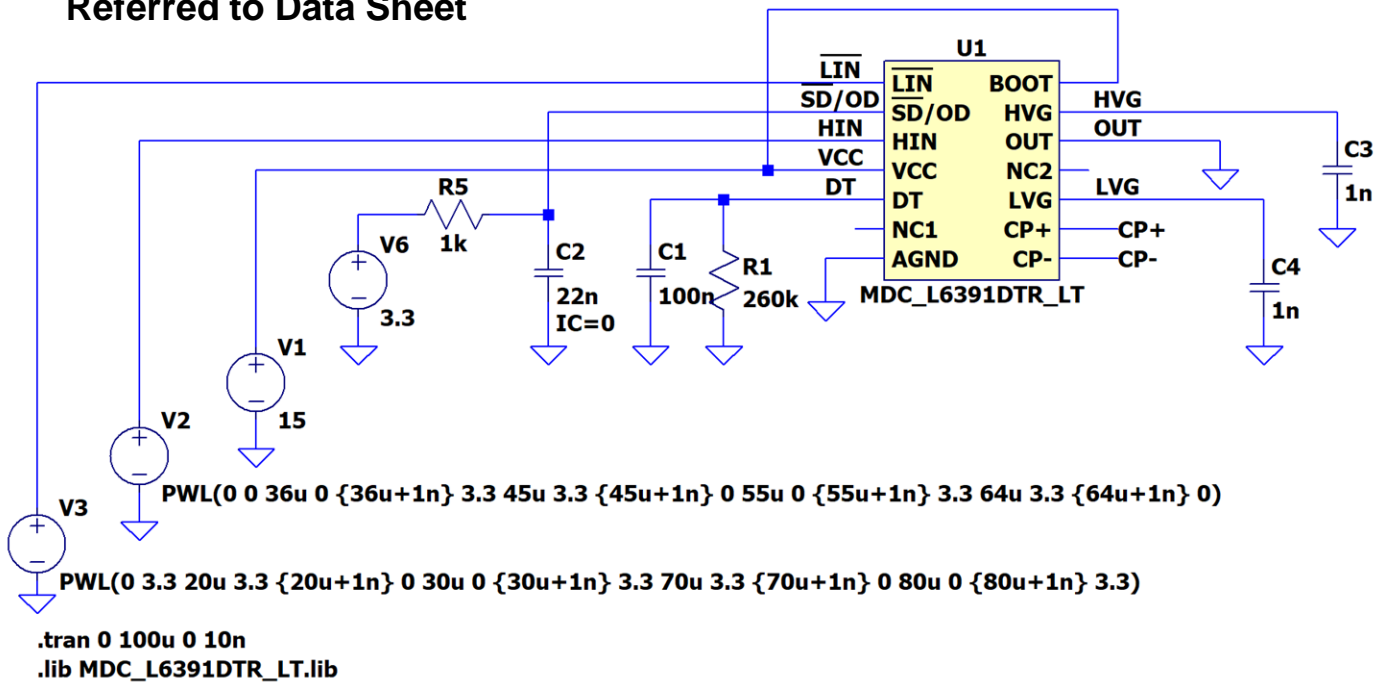 Referred to Data Sheet
U1
LIN
SD/OD
HIN
VCC
DT
LIN
SD/OD
HIN
VCC
DT
NC1
AGND
BOOT
HVG
OUT
NC2
LVG
CP+
CP-
HVG
OUT
LVG
CP+
CP-
MDC_L6391DTR_LT
C3
1n
C4
1n
R5
1k
V6
3.3
C2
22n
IC=0
C1
100n
R1
260k
V1
15
V2
PWL(0 0 36u 0 {36u+1n} 3.3 45u 3.3 {45u+1n} 0 55u 0 {55u+1n} 3.3 64u 3.3 {64u+1n} 0)
V3
PWL(0 3.3 20u 3.3 {20u+1n} 0 30u 0 {30u+1n} 3.3 70u 3.3 {70u+1n} 0 80u 0 {80u+1n} 3.3)
.tran 0 100u 0 10n
.lib MDC_L6391DTR_LT.lib